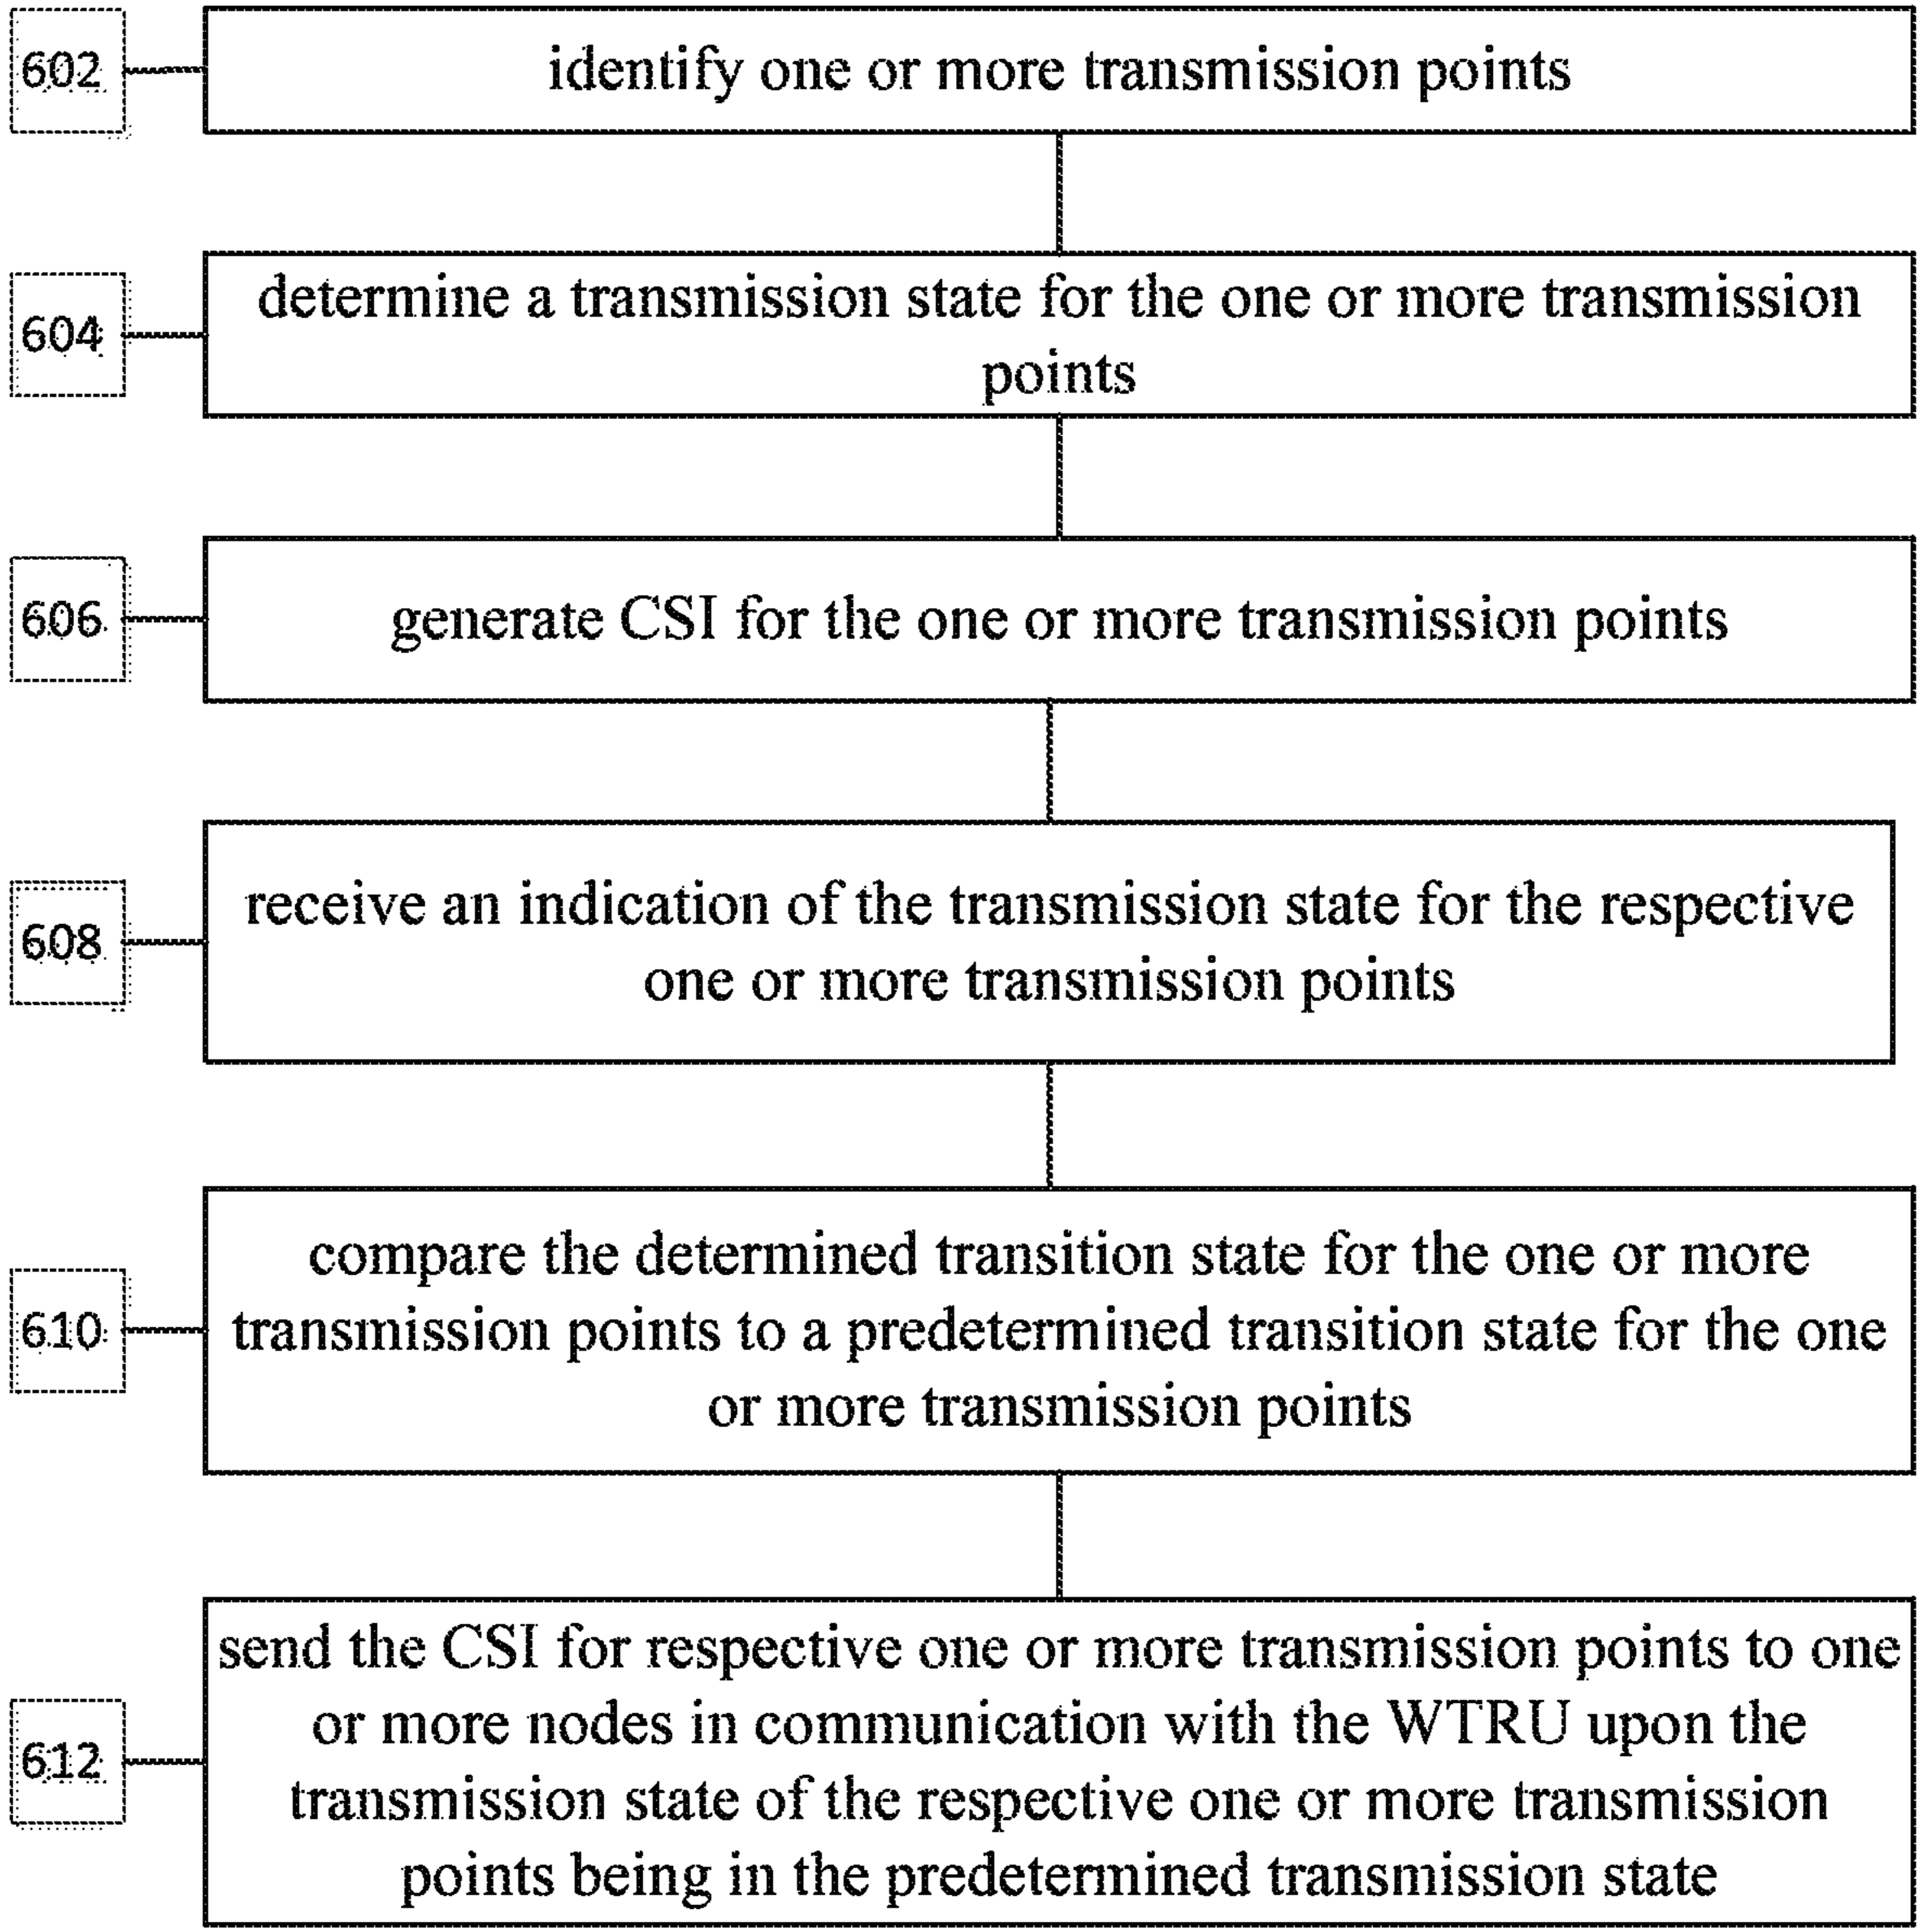 602
identify one or more transmission points
604
determine a transmission state for the one or more transmission
points
606
generate CSI for the one or more transmission points
608
receive an indication of the transmission state for the respective
one or more transmission points
610
compare the determined transition state for the one or more
transmission points to a predetermined transition state for the one
or more transmission points
612
send the CSI for respective one or more transmission points to one
or more nodes in communication with the WTRU upon the
transmission state of the respective one or more transmission
points being in the predetermined transmission state